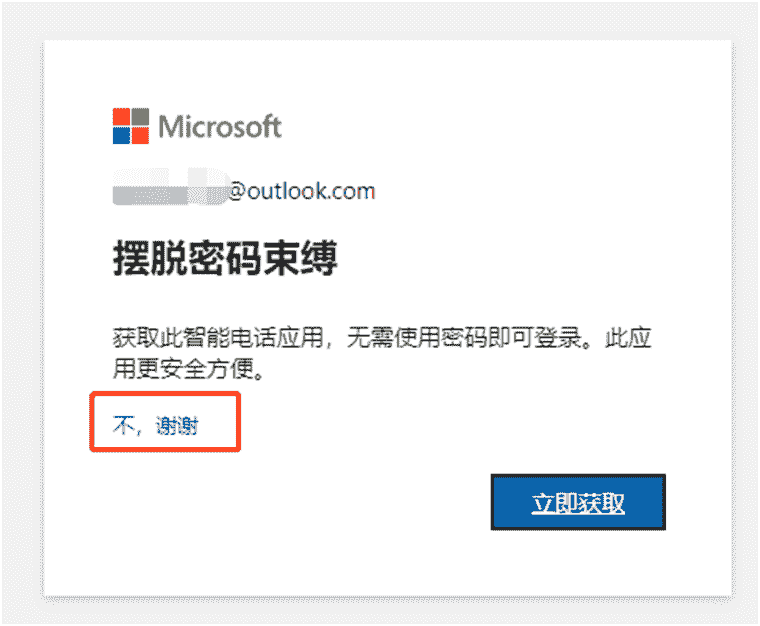 Microsoft
@outlook.com
摆脱密码束缚
获取此智能电话应用，无需使用密码即可登录。此应
用更安全方便。
不，谢谢
立即获取